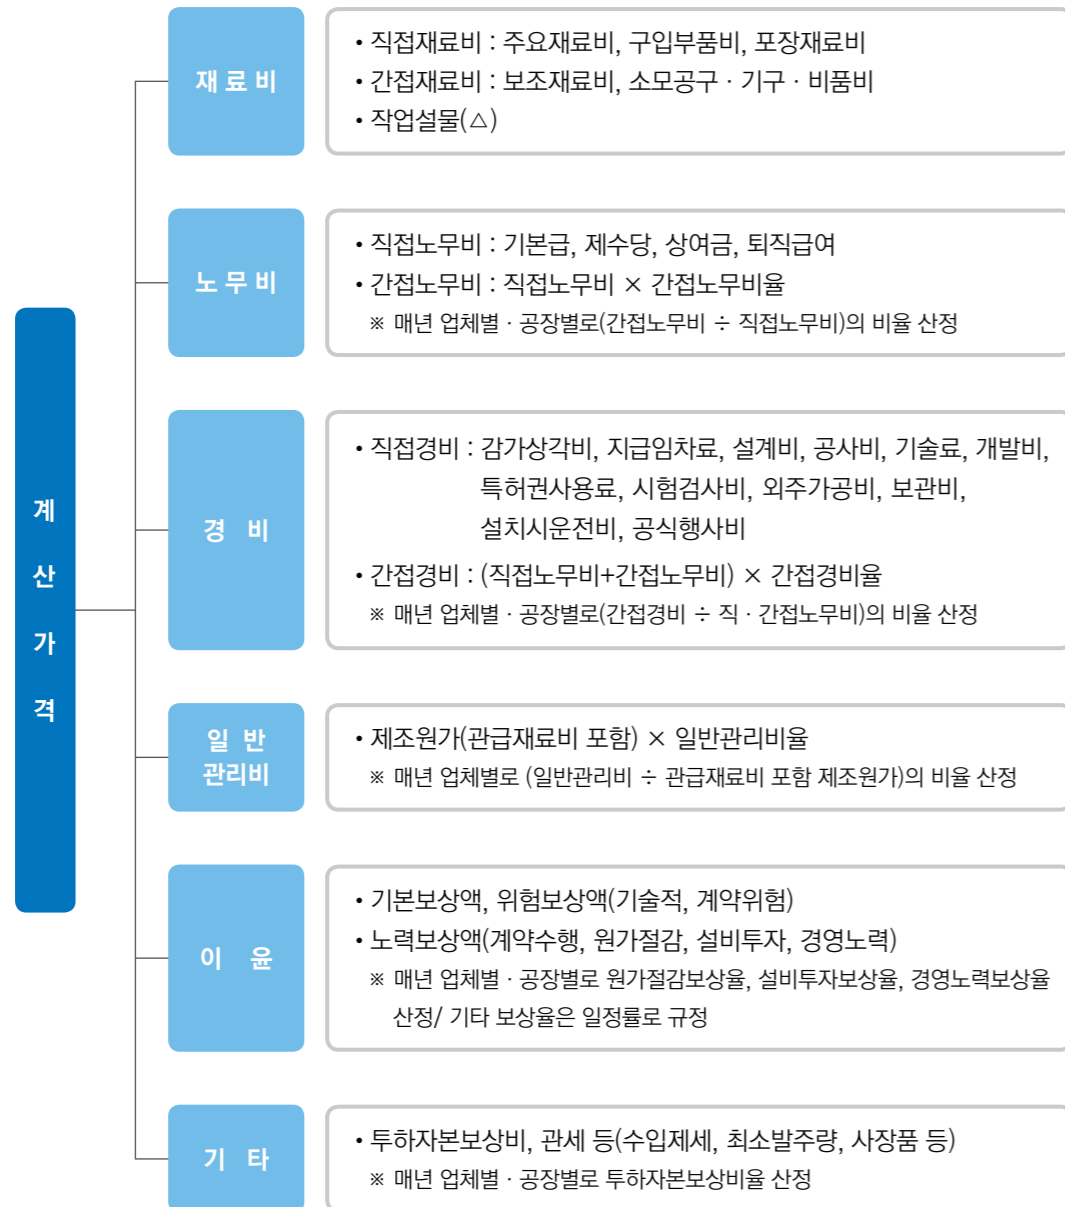 계산가격
재료비
• 직접재료비 : 주요재료비, 구입부품비, 포장재료비
• 간접재료비 : 보조재료비, 소모공구 · 기구 · 비품비
• 작업설물(△)
노무비
• 직접노무비 : 기본급, 제수당, 상여금, 퇴직급여
• 간접노무비 : 직접노무비 × 간접노무비율
※ 매년 업체별 · 공장별로(간접노무비 ÷ 직접노무비)의 비율 산정
경 비
• 직접경비 : 감가상각비, 지급임차료, 설계비, 공사비, 기술료, 개발비,
특허권사용료, 시험검사비, 외주가공비, 보관비,
설치시운전비, 공식행사비
• 간접경비 : (직접노무비+간접노무비) × 간접경비율
※ 매년 업체별 · 공장별로(간접경비 ÷ 직 · 간접노무비)의 비율 산정
일 반
관리비
• 제조원가(관급재료비 포함) × 일반관리비율
※ 매년 업체별로 (일반관리비 ÷ 관급재료비 포함 제조원가)의 비율 산정
이 윤
• 기본보상액, 위험보상액(기술적, 계약위험)
• 노력보상액(계약수행, 원가절감, 설비투자, 경영노력)
※ 매년 업체별 · 공장별로 원가절감보상율, 설비투자보상율, 경영노력보상율
산정/ 기타 보상율은 일정률로 규정
기 타
• 투하자본보상비, 관세 등(수입제세, 최소발주량, 사장품 등)
※ 매년 업체별 · 공장별로 투하자본보상비율 산정